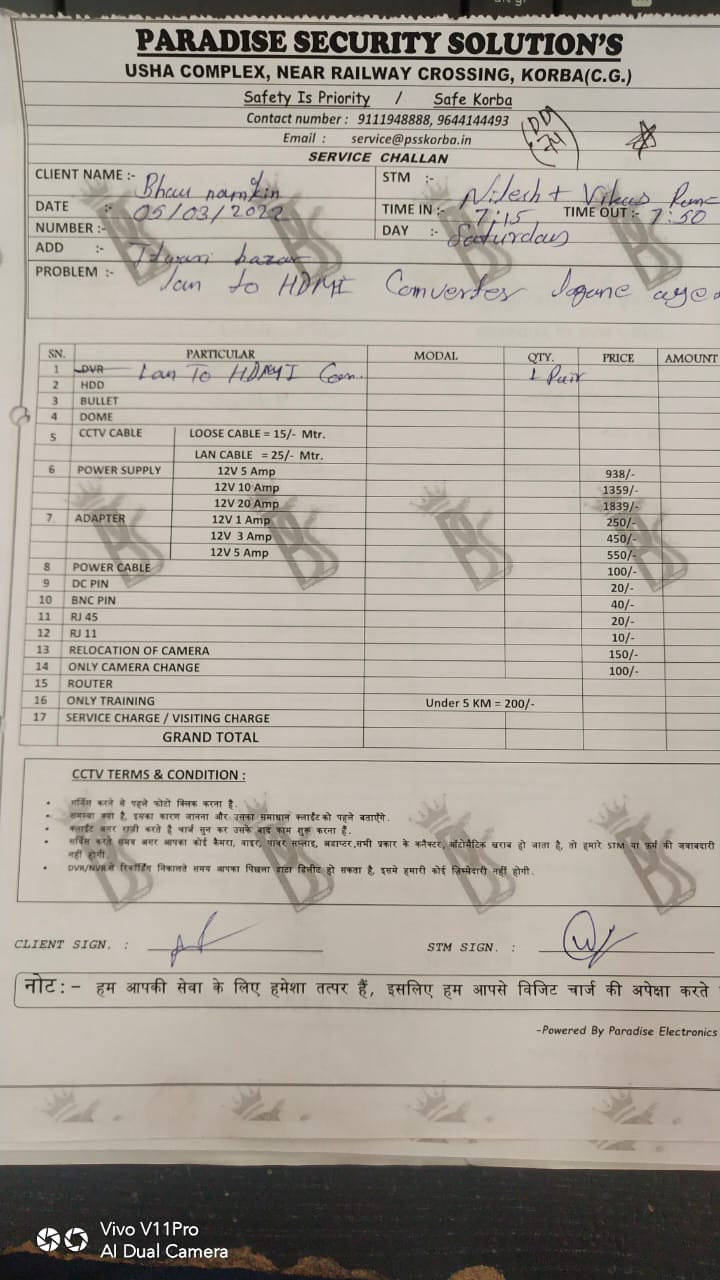 PARADISE SECURITY SOLUTION'S
USHA COMPLEX, NEAR RAILWAY CROSSING, KORBA(C.G.)
Safety Is Priority / Safe Korba
Contact number : 9111948888, 9644144493
Email : service@psskorba.in
SERVICE CHALLAN
CLIENT NAME :- Bhau namkin
STM :- Nitesh + Vikas
DATE :- 05/03/2022
TIME IN :- 7:15 TIME OUT :- 7:50
NUMBER :-
DAY :- Saturday
ADD :- Itwari bazar
PROBLEM :- lan to HDMI Converter lagane aye
SN. PARTICULAR MODAL QTY. PRICE AMOUNT
1 DVR Lan To HDMI Con. 1 Pair
2 HDD
3 BULLET
4 DOME
5 CCTV CABLE LOOSE CABLE = 15/- Mtr.
LAN CABLE = 25/- Mtr.
6 POWER SUPPLY 12V 5 Amp 938/-
12V 10 Amp 1359/-
12V 20 Amp 1839/-
7 ADAPTER 12V 1 Amp 250/-
12V 3 Amp 450/-
12V 5 Amp 550/-
8 POWER CABLE 100/-
9 DC PIN 20/-
10 BNC PIN 40/-
11 RJ 45 20/-
12 RJ 11 10/-
13 RELOCATION OF CAMERA 150/-
14 ONLY CAMERA CHANGE 100/-
15 ROUTER
16 ONLY TRAINING Under 5 KM = 200/-
17 SERVICE CHARGE / VISITING CHARGE
GRAND TOTAL
CCTV TERMS & CONDITION :
• सर्विस करने से पहले फोटो क्लिक करना है.
• समस्या क्या है, इसका कारण जानना और उसका समाधान क्लाईंट को पहले बताएँगे.
• क्लाईंट अगर राज़ी करते है चार्ज सुन कर उसके बाद काम शुरू करना हैं.
• सर्विस करते समय अगर आपका कोई कैमरा, वाइर, पावर सप्लाइ, अडाप्टर,सभी प्रकार के कनैक्टर, ऑटोमैटिक खराब हो जाता है, तो हमारे STM या फ़र्म की जवाबदारी
नहीं होगी.
• DVR/NVR से रिकॉर्डिंग निकालते समय आपका पिछला डाटा डिलीट हो सकता है, इसमे हमारी कोई ज़िम्मेदारी नहीं होगी.
CLIENT SIGN. :
STM SIGN. :
नोट:- हम आपकी सेवा के लिए हमेशा तत्पर हैं, इसलिए हम आपसे विजिट चार्ज की अपेक्षा करते
-Powered By Paradise Electronics
Vivo V11Pro
AI Dual Camera